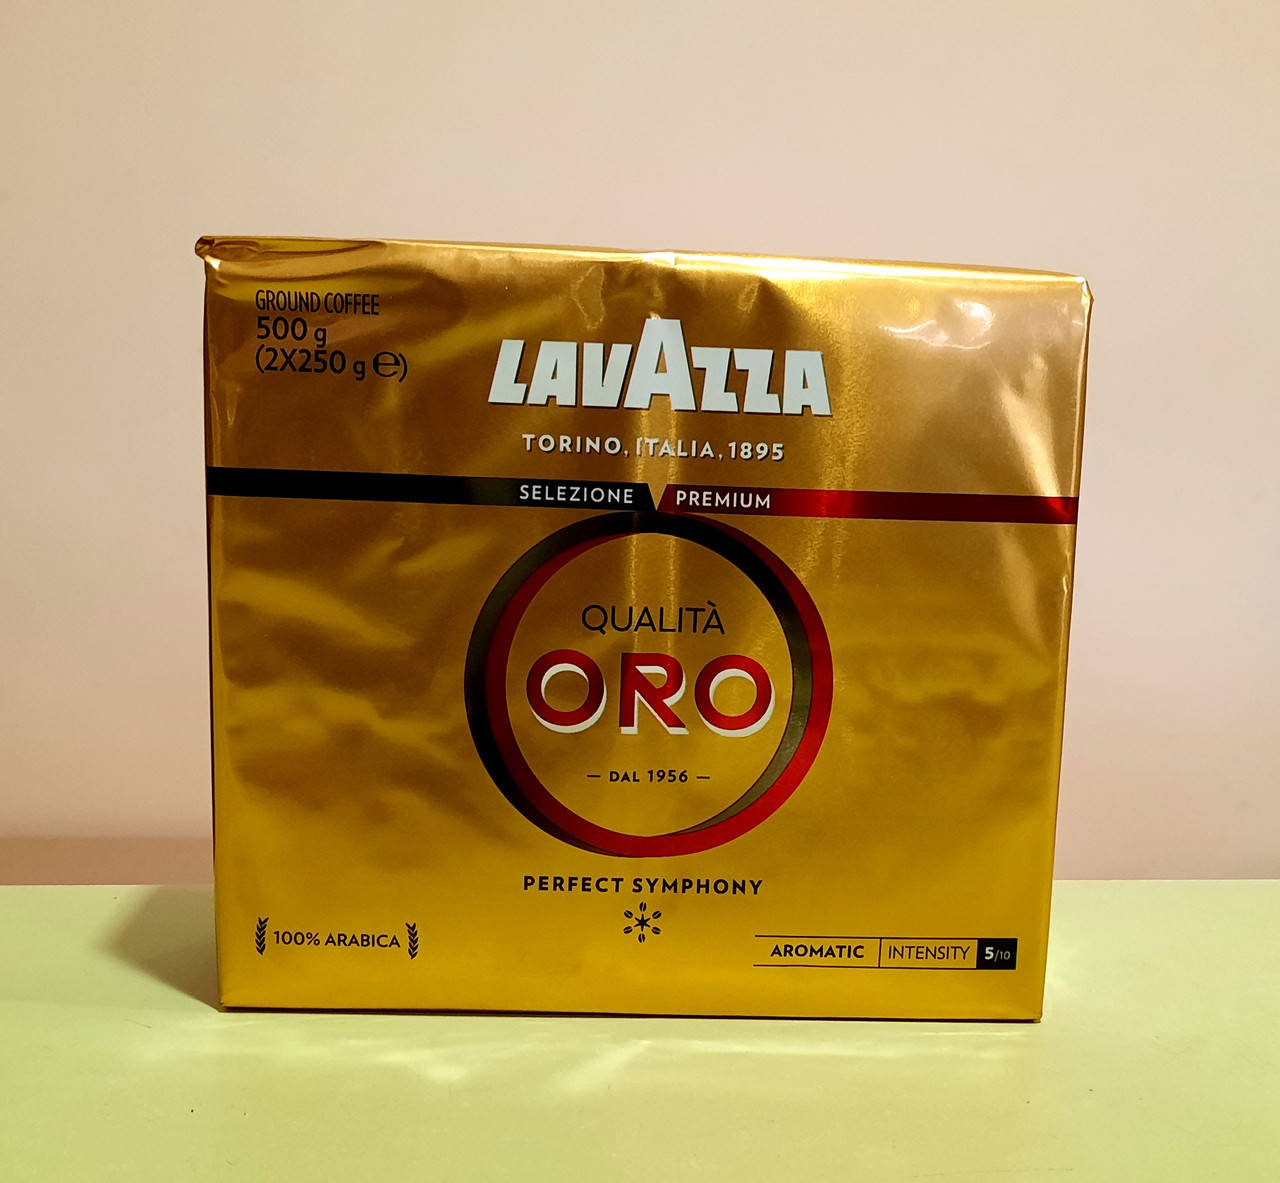 GROUND COFFEE
500 g
(2X250 g ℮)
LAVAZZA
TORINO, ITALIA, 1895
SELEZIONE PREMIUM
QUALITÀ
ORO
— DAL 1956 —
PERFECT SYMPHONY
100% ARABICA
AROMATIC INTENSITY 5/10